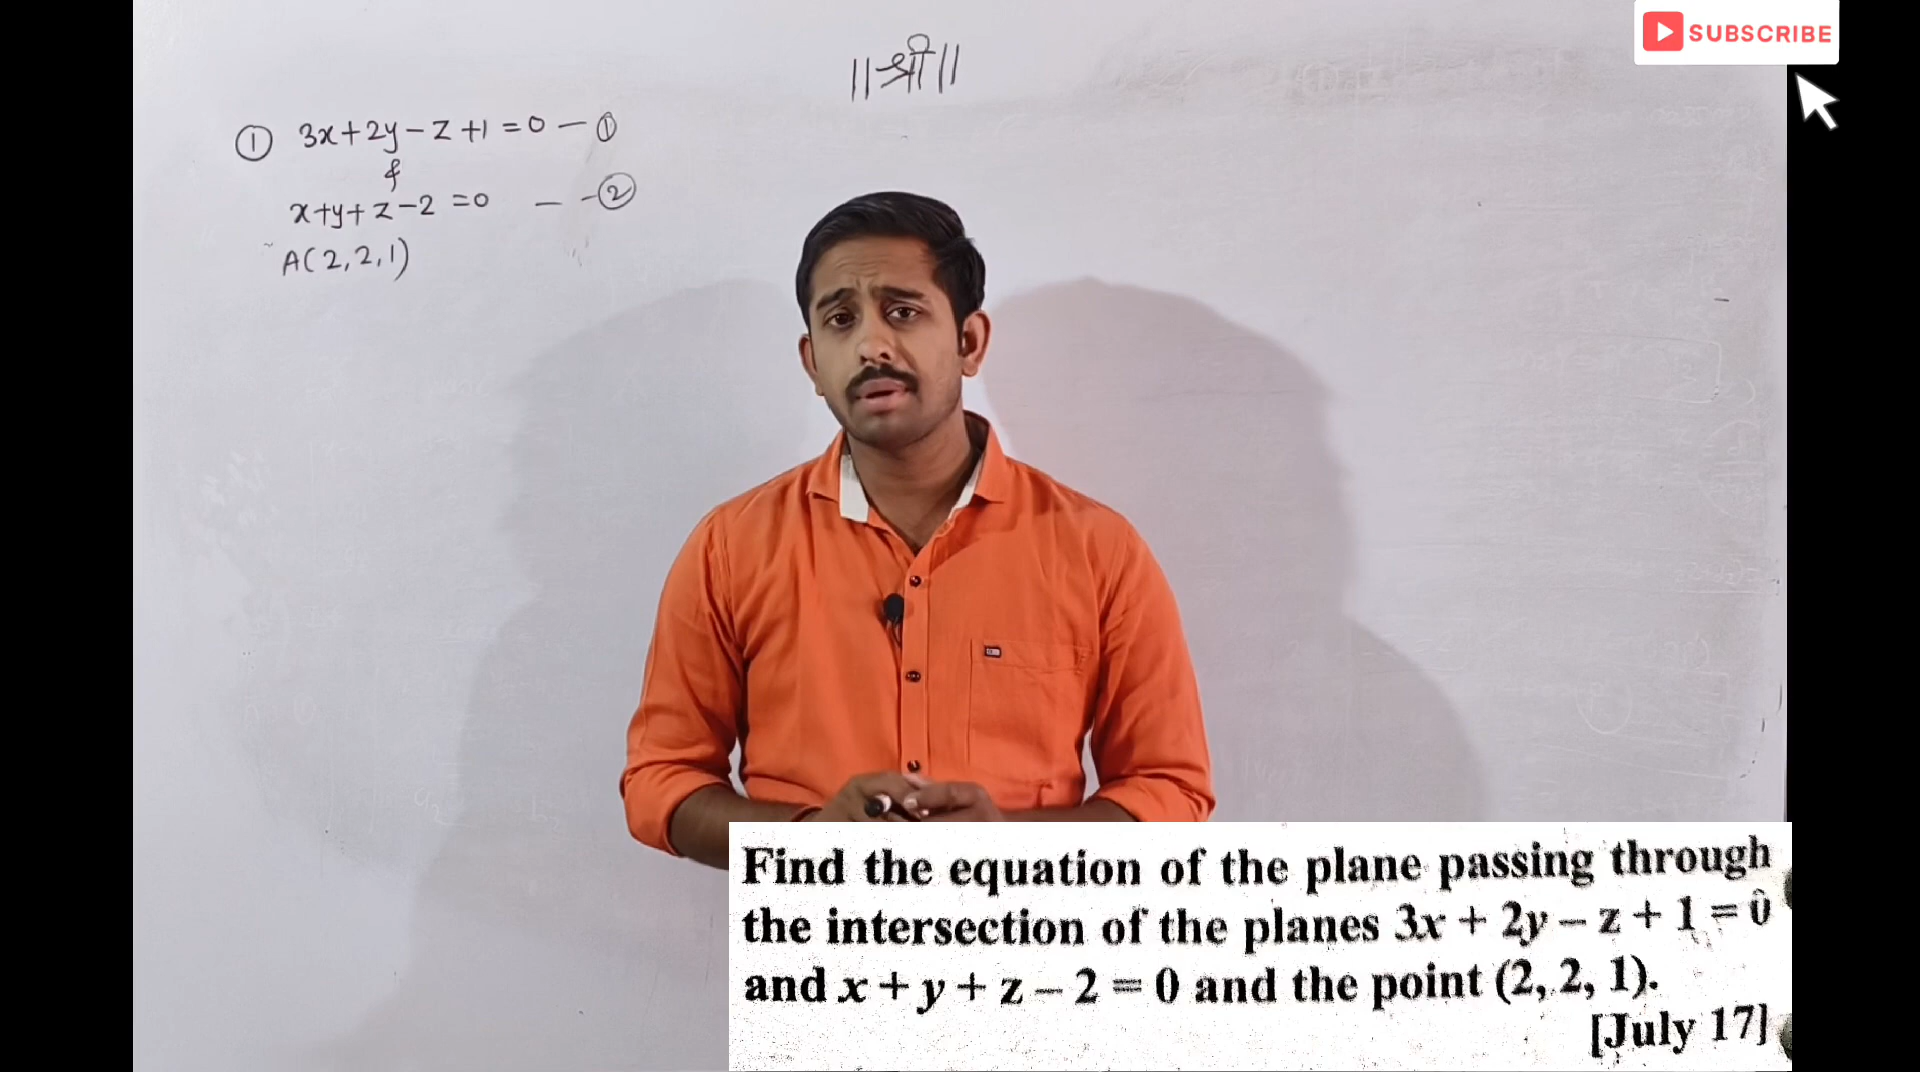 SUBSCRIBE
||श्री||
① 3x+2y-z+1=0 - ①
&
x+y+z-2=0 - - ②
A(2,2,1)
Find the equation of the plane passing through
the intersection of the planes 3x + 2y - z + 1 = 0
and x + y + z - 2 = 0 and the point (2, 2, 1).
[July 17]